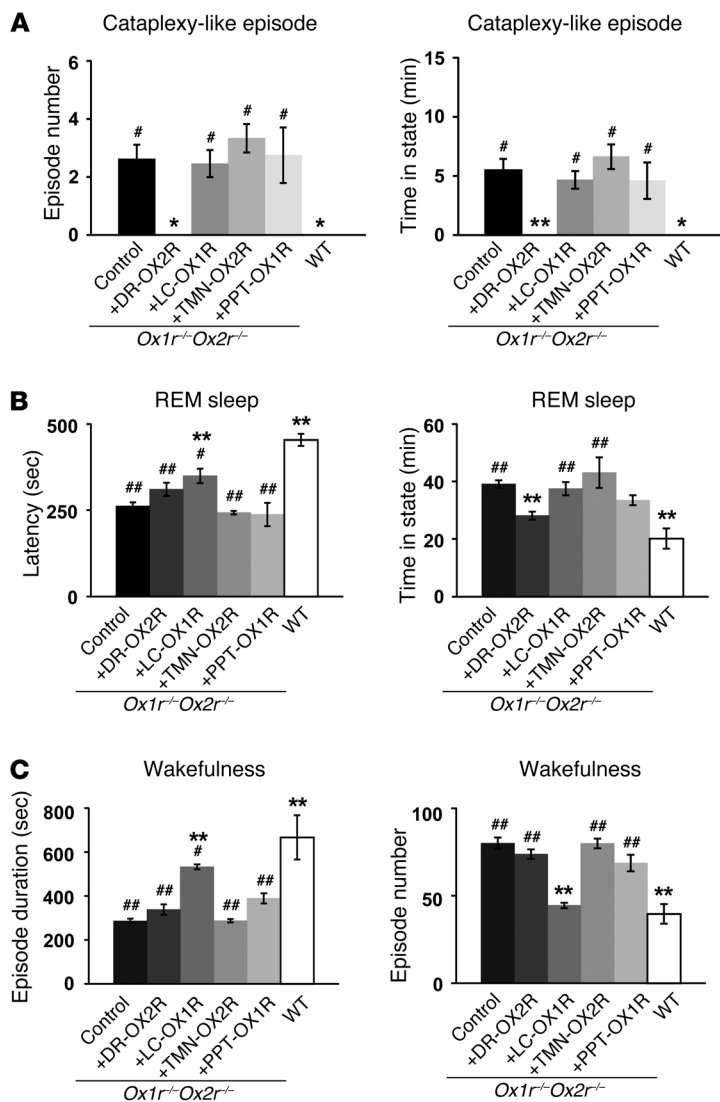 A
Cataplexy-like episode
Episode number
6
4
2
0
#
*
#
#
#
*
Control
+DR-OX2R
+LC-OX1R
+TMN-OX2R
+PPT-OX1R
WT
Ox1r–/–Ox2r–/–
Cataplexy-like episode
Time in state (min)
15
10
5
0
#
**
#
#
#
*
Control
+DR-OX2R
+LC-OX1R
+TMN-OX2R
+PPT-OX1R
WT
Ox1r–/–Ox2r–/–
B
REM sleep
Latency (sec)
500
250
0
##
##
**
#
##
##
**
Control
+DR-OX2R
+LC-OX1R
+TMN-OX2R
+PPT-OX1R
WT
Ox1r–/–Ox2r–/–
REM sleep
Time in state (min)
60
40
20
0
##
**
##
##
**
Control
+DR-OX2R
+LC-OX1R
+TMN-OX2R
+PPT-OX1R
WT
Ox1r–/–Ox2r–/–
C
Wakefulness
Episode duration (sec)
800
600
400
200
0
##
##
**
#
##
##
**
Control
+DR-OX2R
+LC-OX1R
+TMN-OX2R
+PPT-OX1R
WT
Ox1r–/–Ox2r–/–
Wakefulness
Episode number
100
50
0
##
##
**
##
##
**
Control
+DR-OX2R
+LC-OX1R
+TMN-OX2R
+PPT-OX1R
WT
Ox1r–/–Ox2r–/–